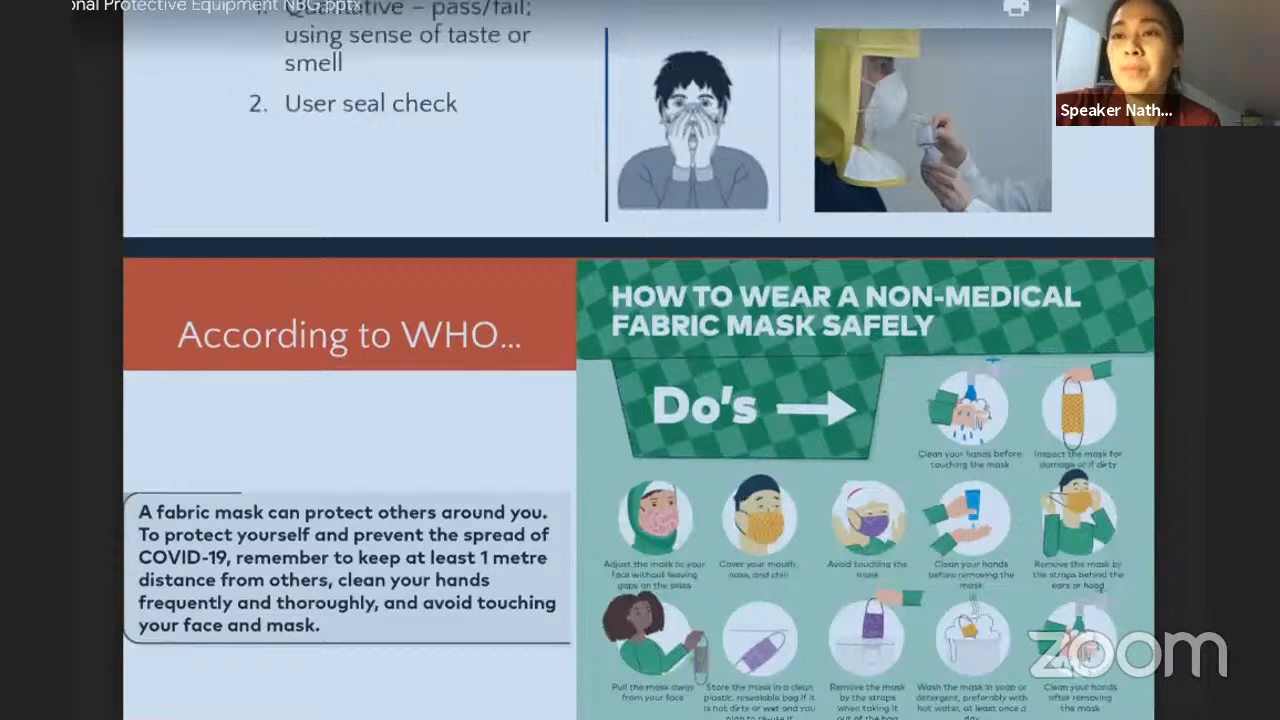 onal Protective Equipment NBG.pptx
1. Qualitative – pass/fail;
using sense of taste or
smell
2. User seal check
Speaker Nath...
According to WHO...
A fabric mask can protect others around you.
To protect yourself and prevent the spread of
COVID-19, remember to keep at least 1 metre
distance from others, clean your hands
frequently and thoroughly, and avoid touching
your face and mask.
HOW TO WEAR A NON-MEDICAL
FABRIC MASK SAFELY
Do's
Clean your hands before
touching the mask
Inspect the mask for
damage or if dirty
Adjust the mask to your
face without leaving
gaps on the sides
Cover your mouth,
nose, and chin
Avoid touching the
mask
Clean your hands
before removing the
mask
Remove the mask by
the straps behind the
ears or head
Pull the mask away
from your face
Store the mask in a clean
plastic, resealable bag if it
is not dirty or wet and you
plan to re-use it
Remove the mask
by the straps
when taking it
out of the bag
Wash the mask in soap or
detergent, preferably with
hot water, at least once a
day
Clean your hands
after removing
the mask
zoom